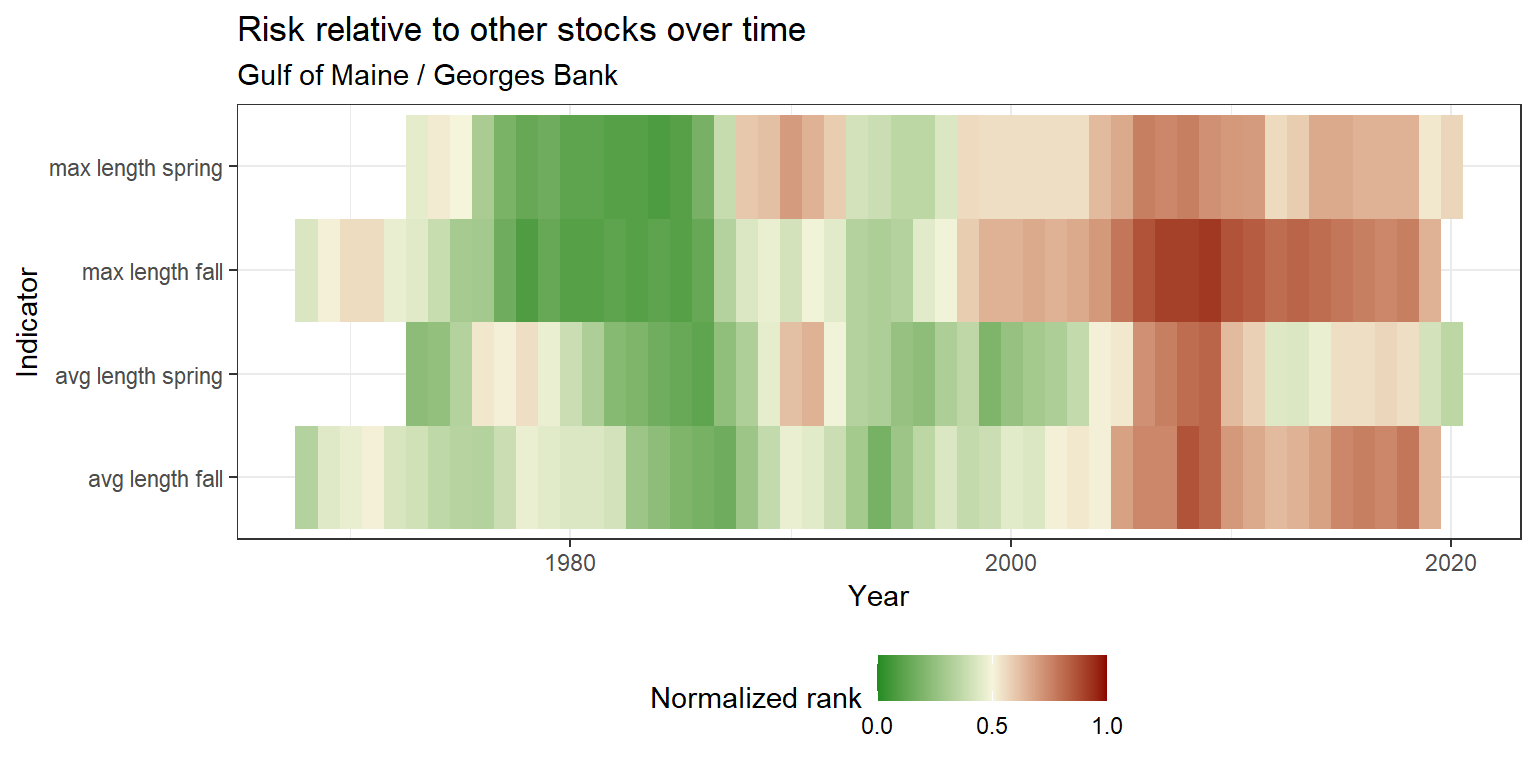 Risk relative to other stocks over time
Gulf of Maine / Georges Bank
Indicator
max length spring
max length fall
avg length spring
avg length fall
1980 2000 2020
Year
Normalized rank
0.0 0.5 1.0